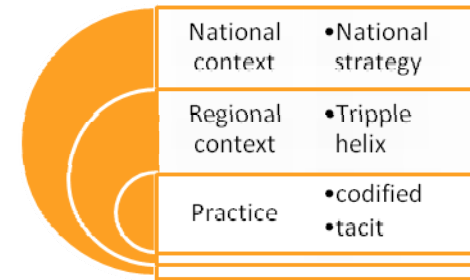 National context
•National strategy
Regional context
•Tripple helix
Practice
•codified
•tacit